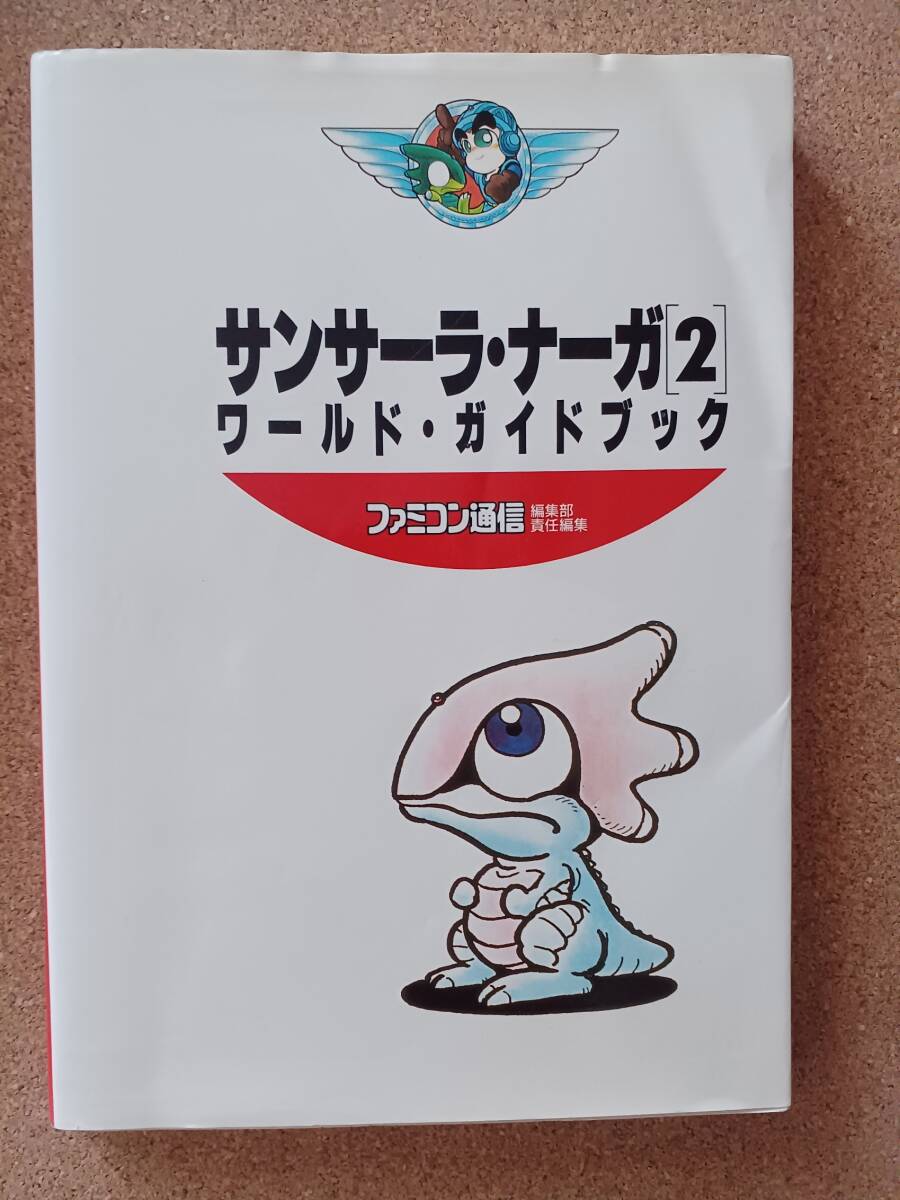 サンサーラ・ナーガ[2]
ワールド・ガイドブック
ファミコン通信 編集部
責任編集